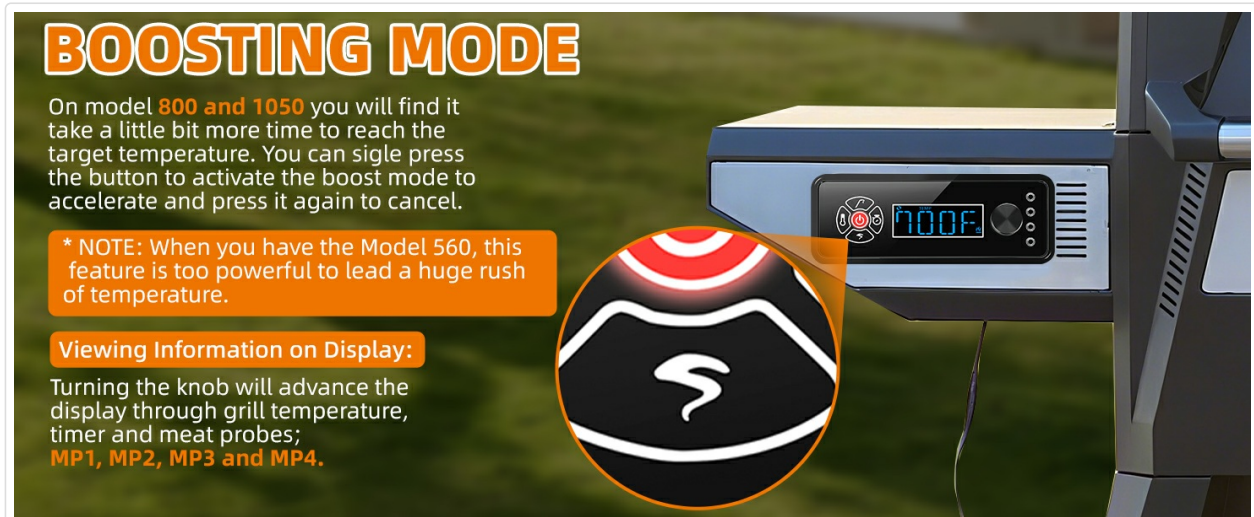 BOOSTING MODE
On model 800 and 1050 you will find it
take a little bit more time to reach the
target temperature. You can sigle press
the button to activate the boost mode to
accelerate and press it again to cancel.
* NOTE: When you have the Model 560, this
feature is too powerful to lead a huge rush
of temperature.
Viewing Information on Display:
Turning the knob will advance the
display through grill temperature,
timer and meat probes;
MP1, MP2, MP3 and MP4.
700F